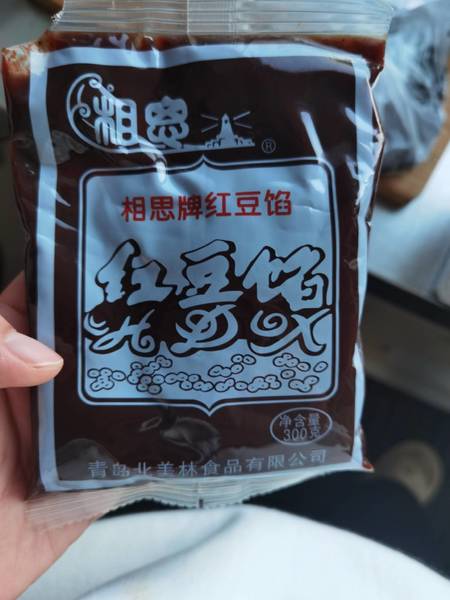 相思
®
相思牌红豆馅
红豆馅
H D X
净含量
300克
青岛北美林食品有限公司